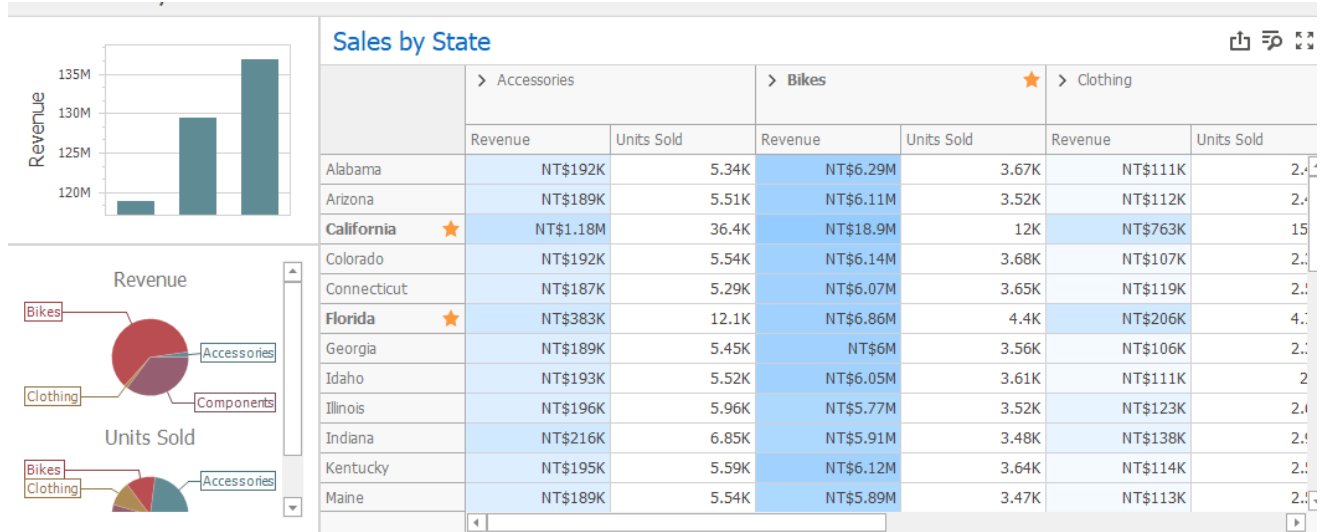 Revenue
135M
130M
125M
120M
Revenue
Bikes
Accessories
Clothing
Components
Units Sold
Bikes
Clothing
Accessories
Sales by State
Accessories Bikes Clothing
Revenue Units Sold Revenue Units Sold Revenue Units Sold
Alabama NT$192K 5.34K NT$6.29M 3.67K NT$111K
Arizona NT$189K 5.51K NT$6.11M 3.52K NT$112K
California NT$1.18M 36.4K NT$18.9M 12K NT$763K 15
Colorado NT$192K 5.54K NT$6.14M 3.68K NT$107K
Connecticut NT$187K 5.29K NT$6.07M 3.65K NT$119K
Florida NT$383K 12.1K NT$6.86M 4.4K NT$206K
Georgia NT$189K 5.45K NT$6M 3.56K NT$106K
Idaho NT$193K 5.52K NT$6.05M 3.61K NT$111K 2
Illinois NT$196K 5.96K NT$5.77M 3.52K NT$123K
Indiana NT$216K 6.85K NT$5.91M 3.48K NT$138K
Kentucky NT$195K 5.59K NT$6.12M 3.64K NT$114K
Maine NT$189K 5.54K NT$5.89M 3.47K NT$113K